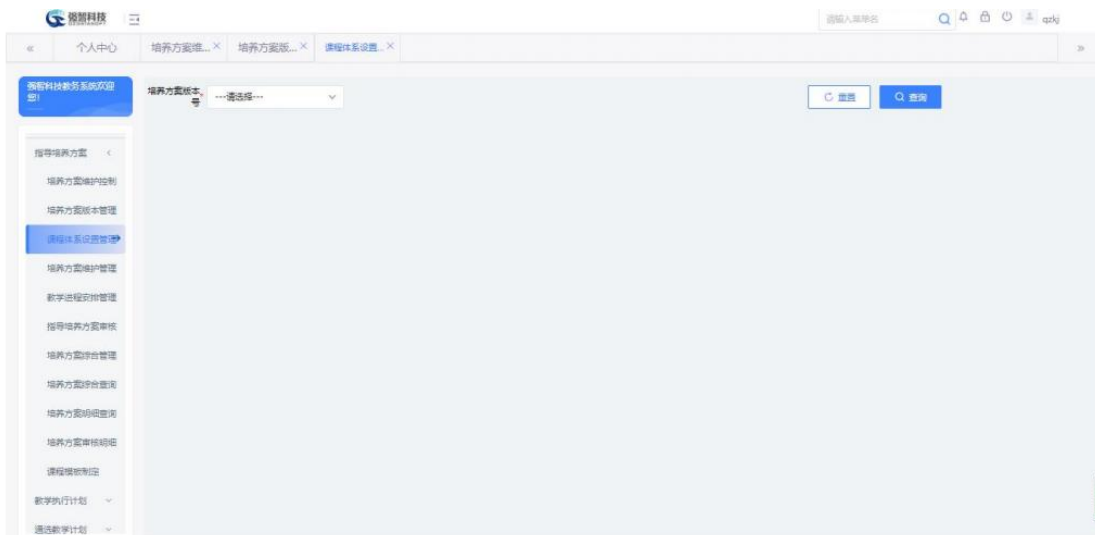 强智科技
请输入菜单名
qzkj
«
个人中心
培养方案维...×
培养方案版...×
课程体系设置...×
»
强智科技教务系统欢迎
您!
培养方案版本*
号
---请选择---
重置
查询
指导培养方案
培养方案维护控制
培养方案版本管理
课程体系设置管理
培养方案维护管理
教学进程安排管理
指导培养方案审核
培养方案综合管理
培养方案综合查询
培养方案明细查询
培养方案审核明细
课程模板制定
教学执行计划
通选教学计划